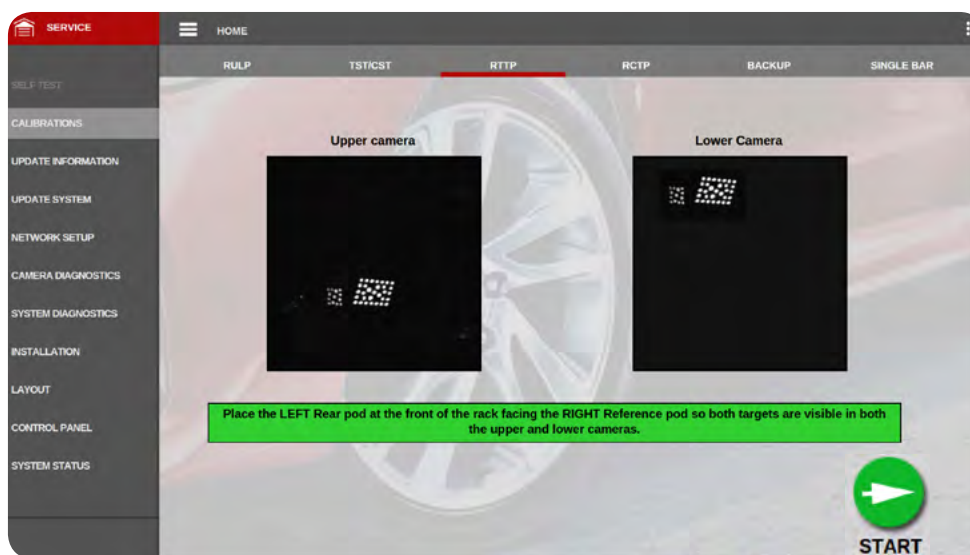 SERVICE
HOME
RULP
TST/CST
RTTP
RCTP
BACKUP
SINGLE BAR
SELF TEST
CALIBRATIONS
UPDATE INFORMATION
UPDATE SYSTEM
NETWORK SETUP
CAMERA DIAGNOSTICS
SYSTEM DIAGNOSTICS
INSTALLATION
LAYOUT
CONTROL PANEL
SYSTEM STATUS
Upper camera
Lower Camera
Place the LEFT Rear pod at the front of the rack facing the RIGHT Reference pod so both targets are visible in both
the upper and lower cameras.
START